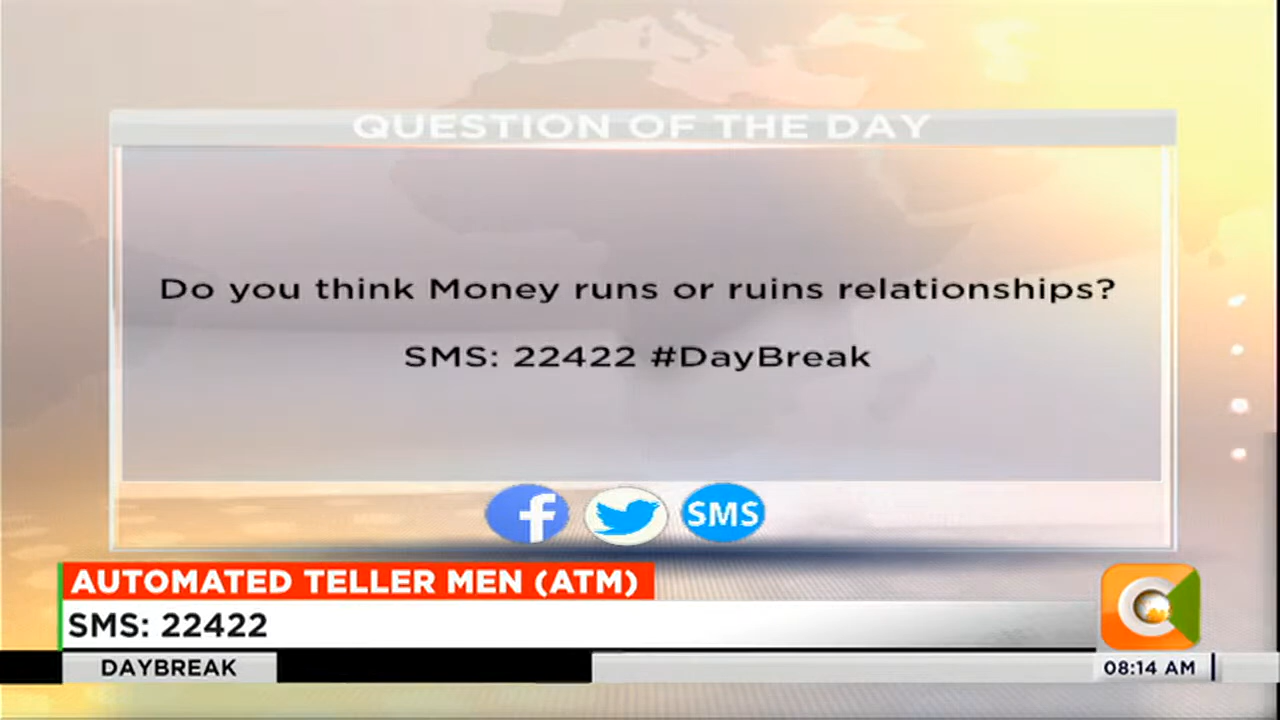 QUESTION OF THE DAY
Do you think Money runs or ruins relationships?
SMS: 22422 #DayBreak
f
SMS
AUTOMATED TELLER MEN (ATM)
SMS: 22422
DAYBREAK
08:14 AM